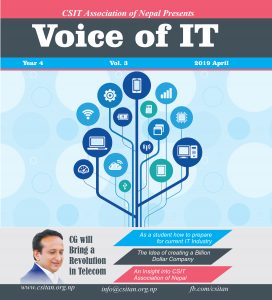 CSIT Association of Nepal Presents
Voice of IT
Year 4 Vol. 3 2019 April
CG will
Bring a
Revolution
in Telecom
As a student how to prepare
for current IT Industry
The Idea of creating a Billion
Dollar Company
An Insight into CSIT
Association of Nepal
www.csitan.org.np info@csitan.org.np fb.com/csitan